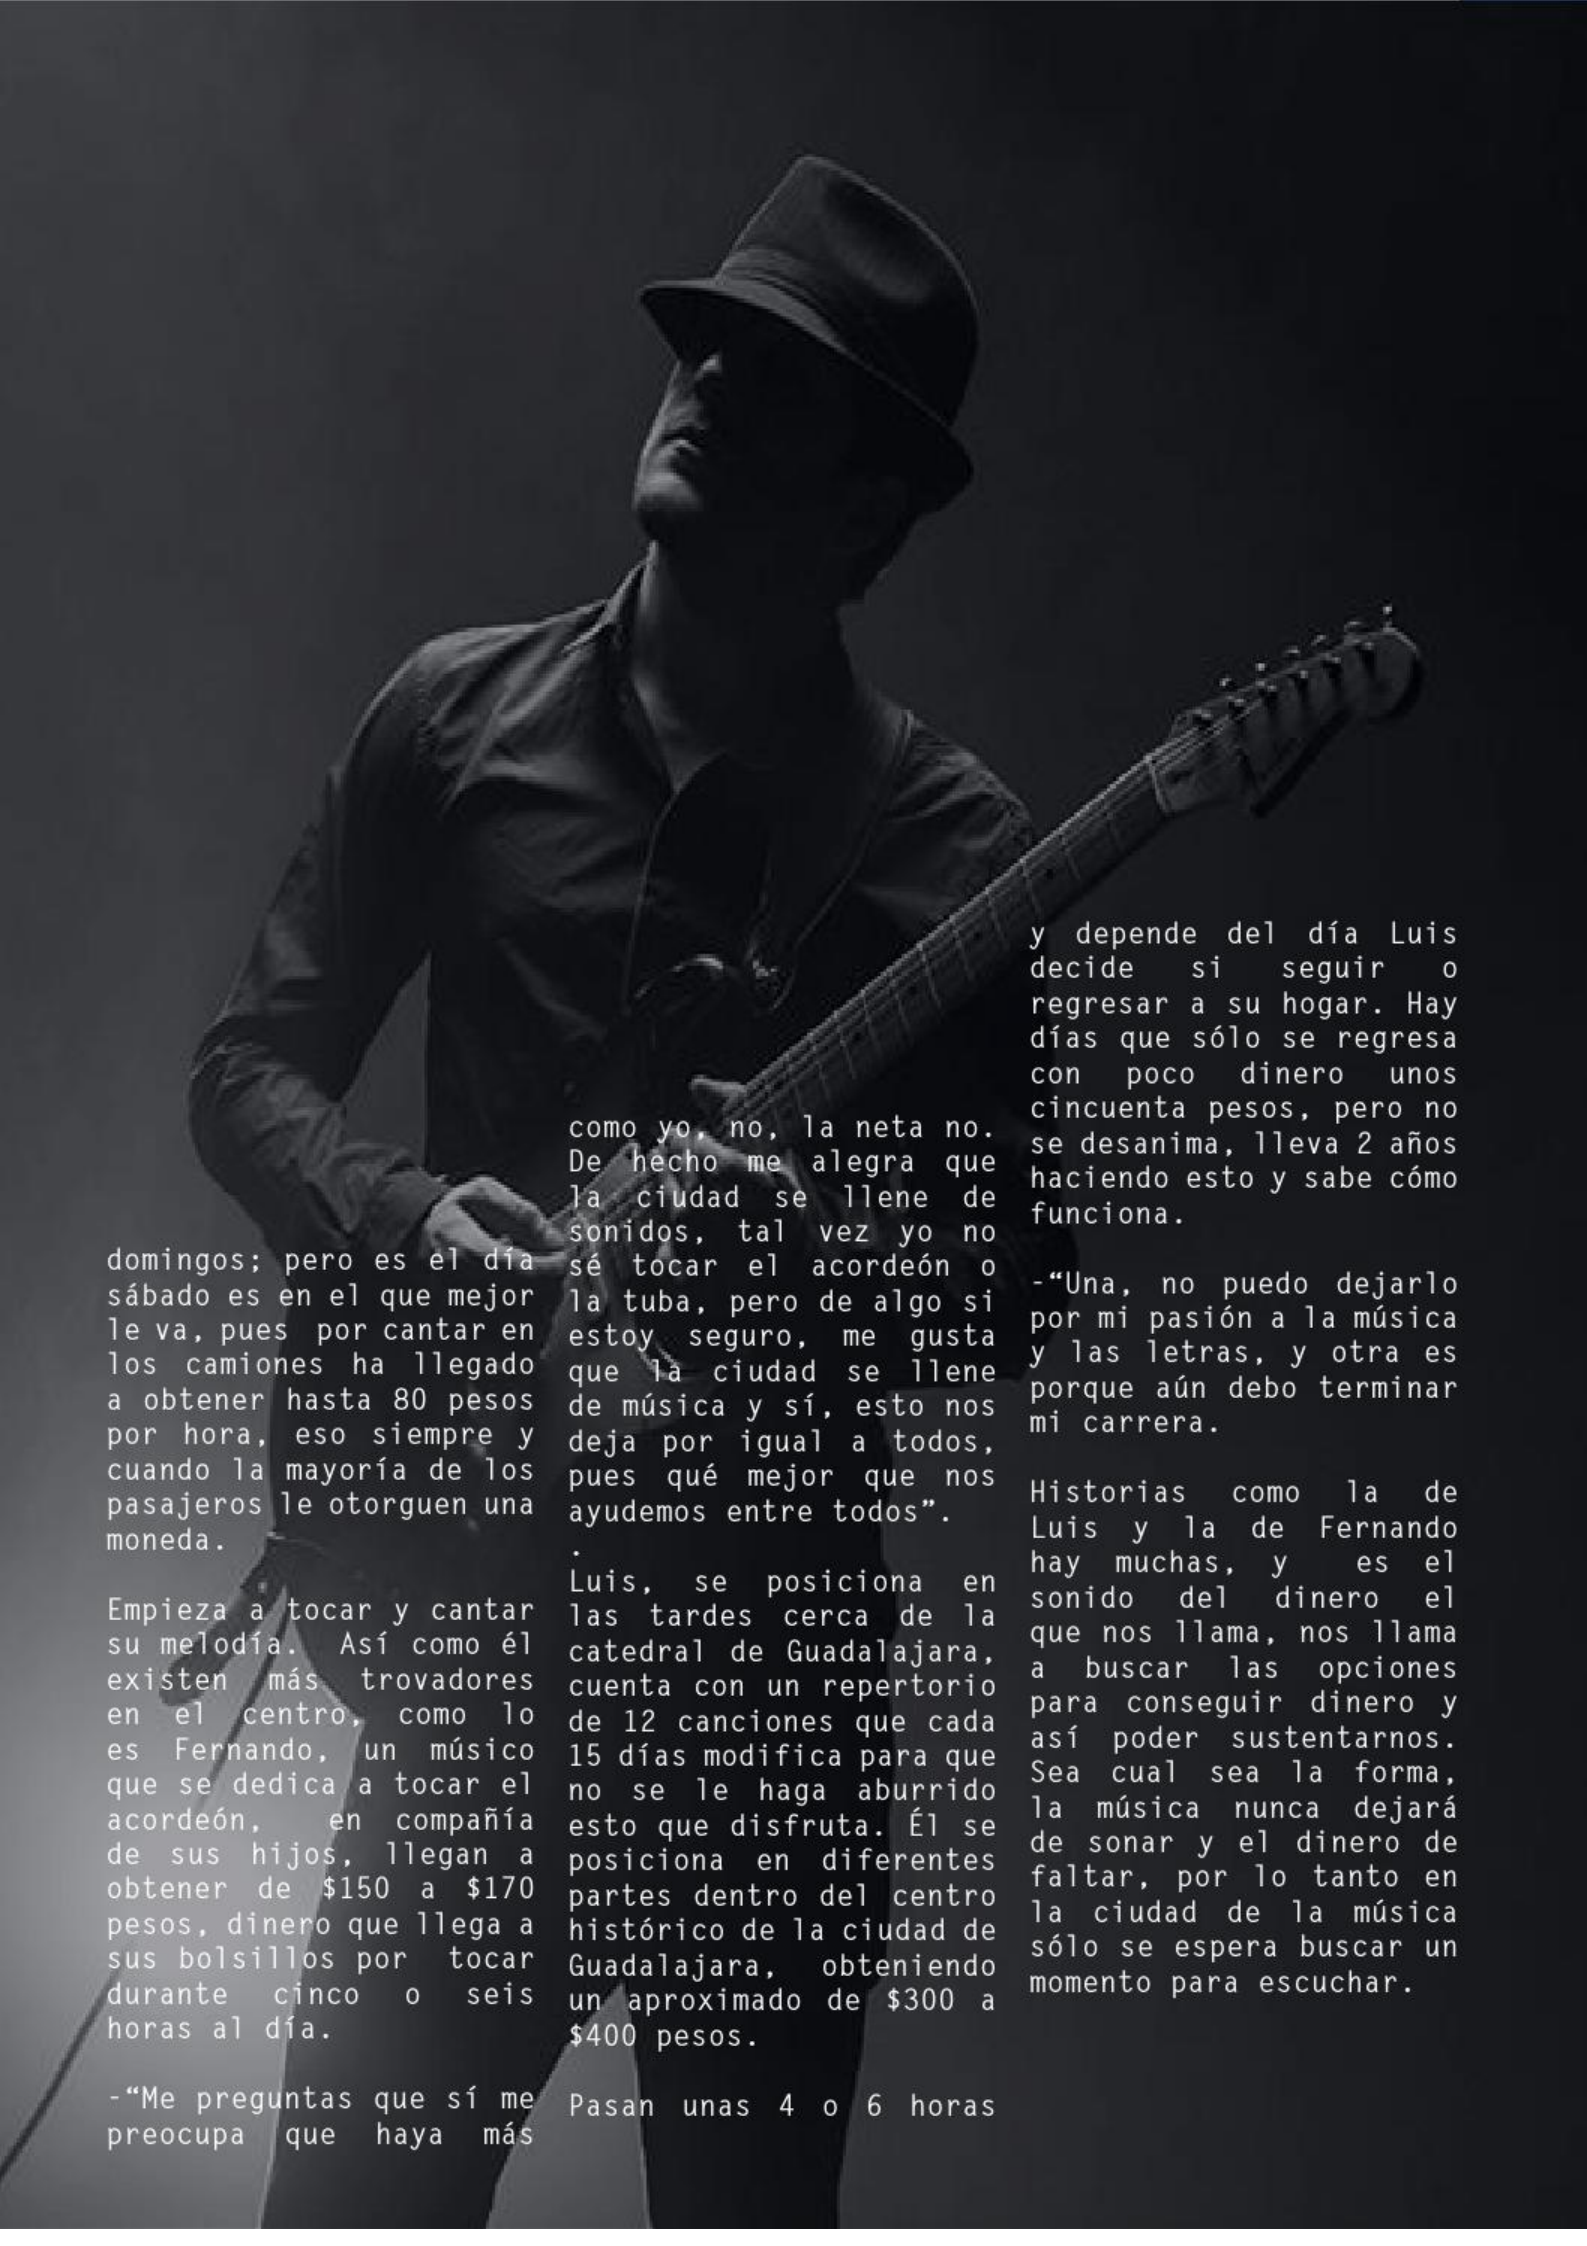 domingos; pero es el día
sábado es en el que mejor
le va, pues por cantar en
los camiones ha llegado
a obtener hasta 80 pesos
por hora, eso siempre y
cuando la mayoría de los
pasajeros le otorguen una
moneda.
Empieza a tocar y cantar
su melodía. Así como él
existen más trovadores
en el centro, como lo
es Fernando, un músico
que se dedica a tocar el
acordeón, en compañía
de sus hijos, llegan a
obtener de $150 a $170
pesos, dinero que llega a
sus bolsillos por tocar
durante cinco o seis
horas al día.
-“Me preguntas que sí me
preocupa que haya más
como yo, no, la neta no.
De hecho me alegra que
la ciudad se llene de
sonidos, tal vez yo no
sé tocar el acordeón o
la tuba, pero de algo si
estoy seguro, me gusta
que la ciudad se llene
de música y sí, esto nos
deja por igual a todos,
pues qué mejor que nos
ayudemos entre todos”.
.
Luis, se posiciona en
las tardes cerca de la
catedral de Guadalajara,
cuenta con un repertorio
de 12 canciones que cada
15 días modifica para que
no se le haga aburrido
esto que disfruta. Él se
posiciona en diferentes
partes dentro del centro
histórico de la ciudad de
Guadalajara, obteniendo
un aproximado de $300 a
$400 pesos.
Pasan unas 4 o 6 horas
y depende del día Luis
decide si seguir o
regresar a su hogar. Hay
días que sólo se regresa
con poco dinero unos
cincuenta pesos, pero no
se desanima, lleva 2 años
haciendo esto y sabe cómo
funciona.
-“Una, no puedo dejarlo
por mi pasión a la música
y las letras, y otra es
porque aún debo terminar
mi carrera.
Historias como la de
Luis y la de Fernando
hay muchas, y es el
sonido del dinero el
que nos llama, nos llama
a buscar las opciones
para conseguir dinero y
así poder sustentarnos.
Sea cual sea la forma,
la música nunca dejará
de sonar y el dinero de
faltar, por lo tanto en
la ciudad de la música
sólo se espera buscar un
momento para escuchar.